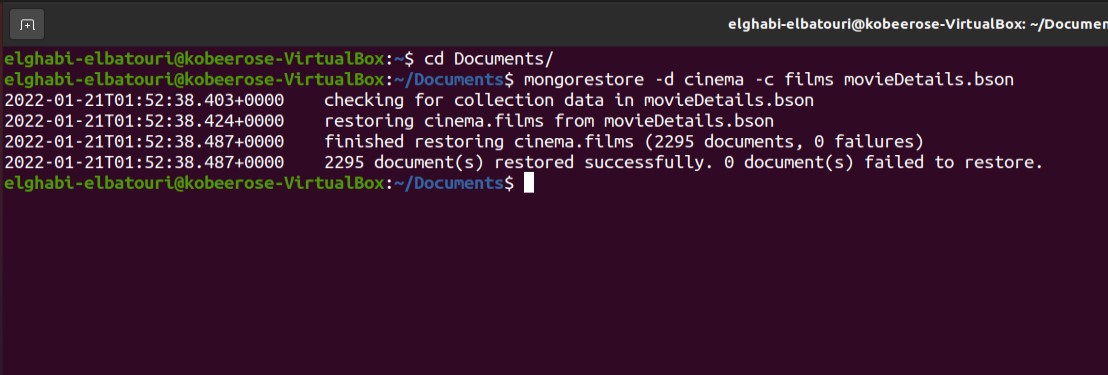 elghabi-elbatouri@kobeerose-VirtualBox: ~/Documen
elghabi-elbatouri@kobeerose-VirtualBox:~$ cd Documents/
elghabi-elbatouri@kobeerose-VirtualBox:~/Documents$ mongorestore -d cinema -c films movieDetails.bson
2022-01-21T01:52:38.403+0000    checking for collection data in movieDetails.bson
2022-01-21T01:52:38.424+0000    restoring cinema.films from movieDetails.bson
2022-01-21T01:52:38.487+0000    finished restoring cinema.films (2295 documents, 0 failures)
2022-01-21T01:52:38.487+0000    2295 document(s) restored successfully. 0 document(s) failed to restore.
elghabi-elbatouri@kobeerose-VirtualBox:~/Documents$